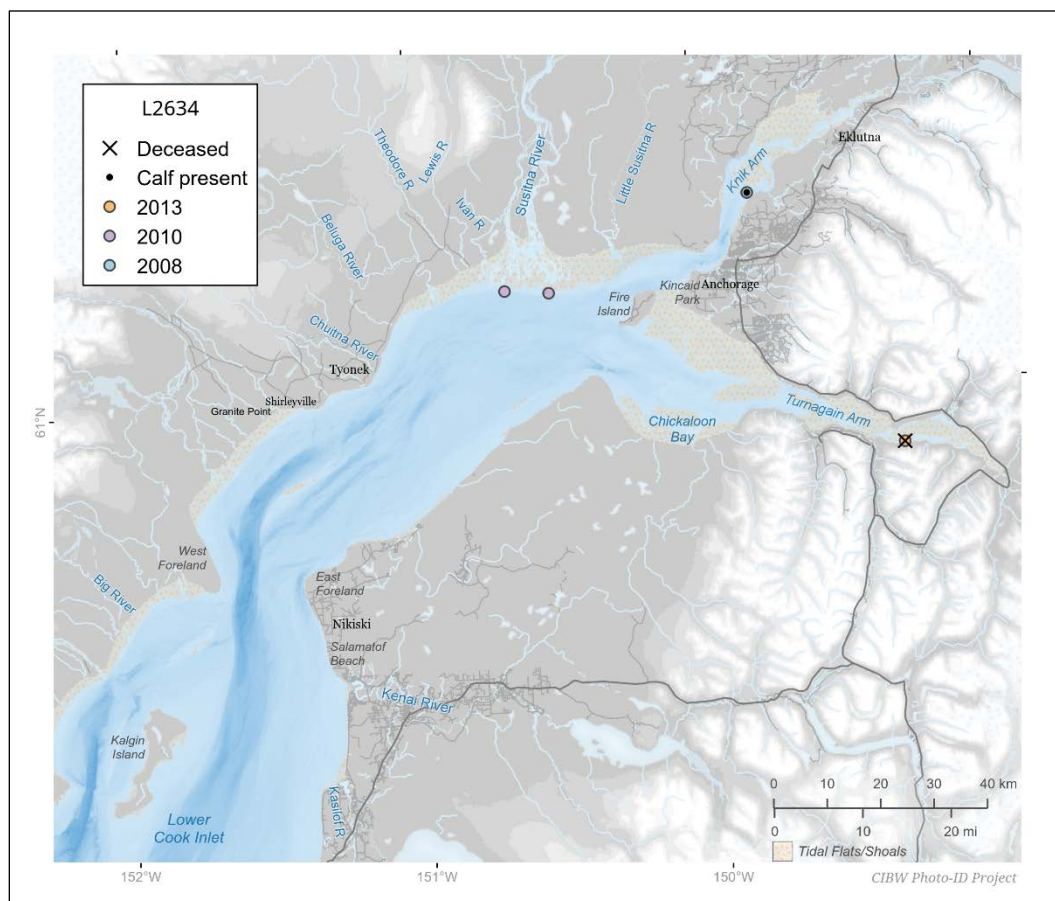 L2634
Deceased
Calf present
2013
2010
2008
Theodore R
Lewis R
Susitna River
Little Susitna R
Ivan R
Beluga River
Knik Arm
Eklutna
Chuitna River
Tyonek
Fire
Island
Kincaid
Park
Anchorage
Shirleyville
Granite Point
61°N
Chickaloon
Bay
Turnagain Arm
West
Foreland
East
Foreland
Big River
Nikiski
Salamatof
Beach
Kenai River
Kalgin
Island
Kasilof R
Lower
Cook Inlet
0 10 20 30 40 km
0 10 20 mi
Tidal Flats/Shoals
152°W 151°W 150°W
CIBW Photo-ID Project